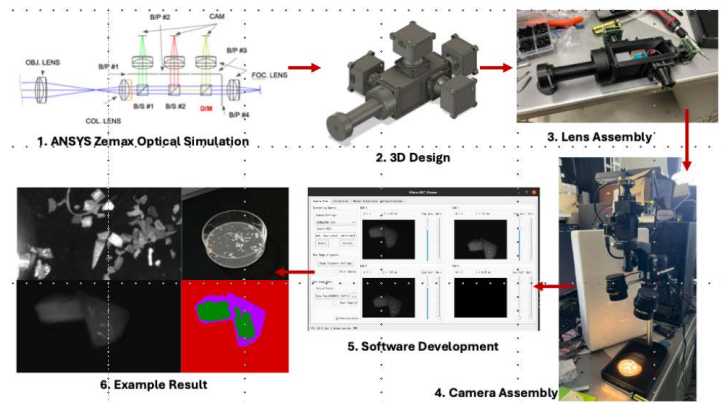 B/P #2
CAM
B/P #3
OBJ. LENS
B/P #1
FOC. LENS
COL. LENS
B/S #1
B/S #2
D/M
B/P #4
1. ANSYS Zemax Optical Simulation
2. 3D Design
3. Lens Assembly
4. Camera Assembly
5. Software Development
6. Example Result